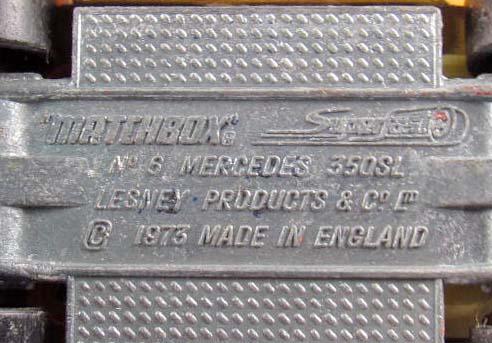 "MATCHBOX"® Superfast
Nº 6 MERCEDES 350SL
LESNEY PRODUCTS & Cº Lᵀᴰ
© 1973 MADE IN ENGLAND